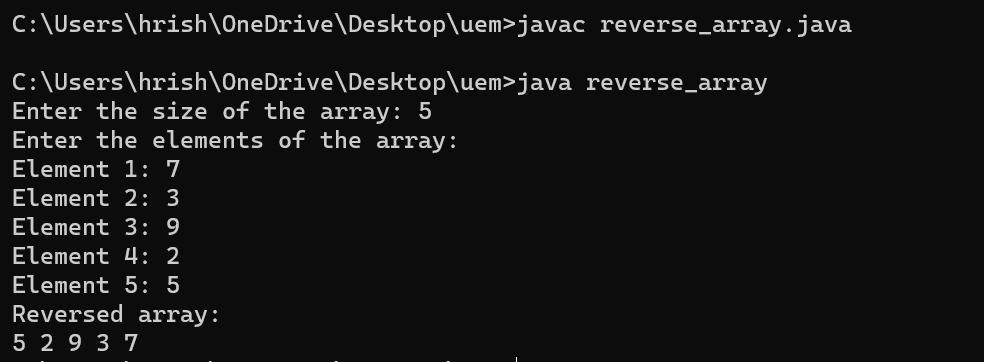 C:\Users\hrish\OneDrive\Desktop\uem>javac reverse_array.java
C:\Users\hrish\OneDrive\Desktop\uem>java reverse_array
Enter the size of the array: 5
Enter the elements of the array:
Element 1: 7
Element 2: 3
Element 3: 9
Element 4: 2
Element 5: 5
Reversed array:
5 2 9 3 7